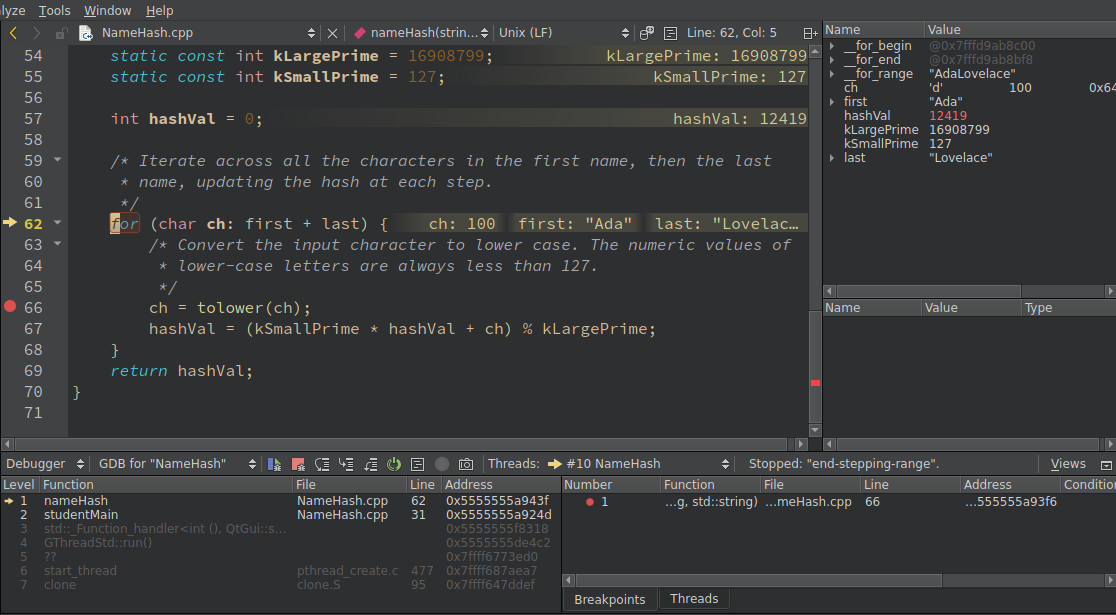 lyze Tools Window Help
NameHash.cpp nameHash(strin... Unix (LF) Line: 62, Col: 5
54 static const int kLargePrime = 16908799; kLargePrime: 16908799
55 static const int kSmallPrime = 127; kSmallPrime: 127
56
57 int hashVal = 0; hashVal: 12419
58
59 /* Iterate across all the characters in the first name, then the last
60 * name, updating the hash at each step.
61 */
62 for (char ch: first + last) { ch: 100 first: "Ada" last: "Lovelac…
63 /* Convert the input character to lower case. The numeric values of
64 * lower-case letters are always less than 127.
65 */
66 ch = tolower(ch);
67 hashVal = (kSmallPrime * hashVal + ch) % kLargePrime;
68 }
69 return hashVal;
70 }
71
Name Value
__for_begin @0x7fffd9ab8c00
__for_end @0x7fffd9ab8bf8
__for_range "AdaLovelace"
ch 'd' 100 0x64
first "Ada"
hashVal 12419
kLargePrime 16908799
kSmallPrime 127
last "Lovelace"
Name Value Type
Debugger GDB for "NameHash" Threads: #10 NameHash Stopped: "end-stepping-range". Views
Level Function File Line Address
1 nameHash NameHash.cpp 62 0x5555555a943f
2 studentMain NameHash.cpp 31 0x5555555a924d
3 std::_Function_handler<int (), QtGui::s... 0x5555555f8318
4 GThreadStd::run() 0x5555555de4c2
5 ?? 0x7ffff6773ed0
6 start_thread pthread_create.c 477 0x7ffff687aea7
7 clone clone.S 95 0x7ffff647ddef
Number Function File Line Address Condition
1 ...g, std::string) ...meHash.cpp 66 ...555555a93f6
Breakpoints Threads